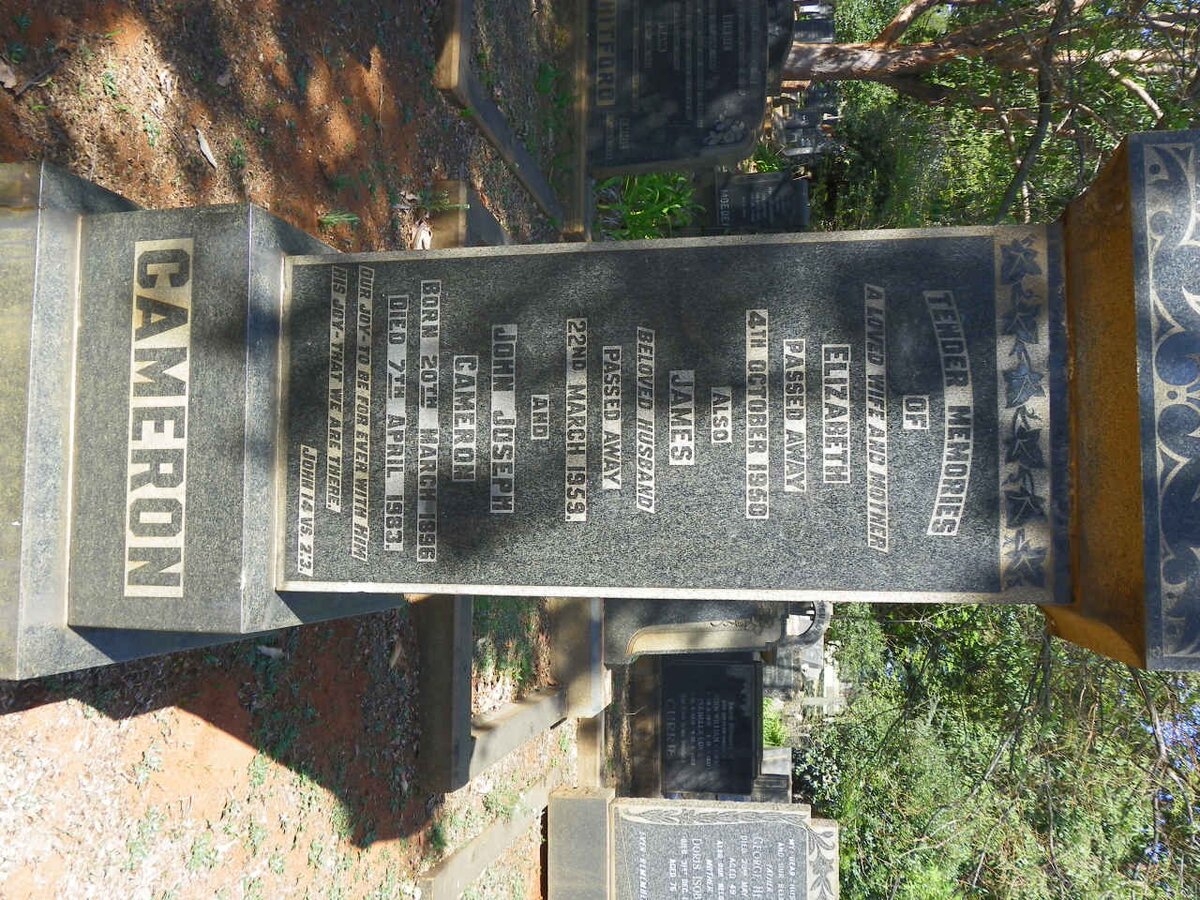 TENDER MEMORIES
OF
A LOVED WIFE AND MOTHER
ELIZABETH
PASSED AWAY
4TH OCTOBER 1950
ALSO
JAMES
BELOVED HUSBAND
PASSED AWAY
22ND MARCH 1959.
AND
JOHN JOSEPH
CAMERON
BORN 20TH MARCH 1896
DIED 7TH APRIL 1983.
OUR JOY - TO BE FOR EVER WITH HIM
HIS JOY - THAT WE ARE THERE.
JOHN 14 VS 2:3.
CAMERON